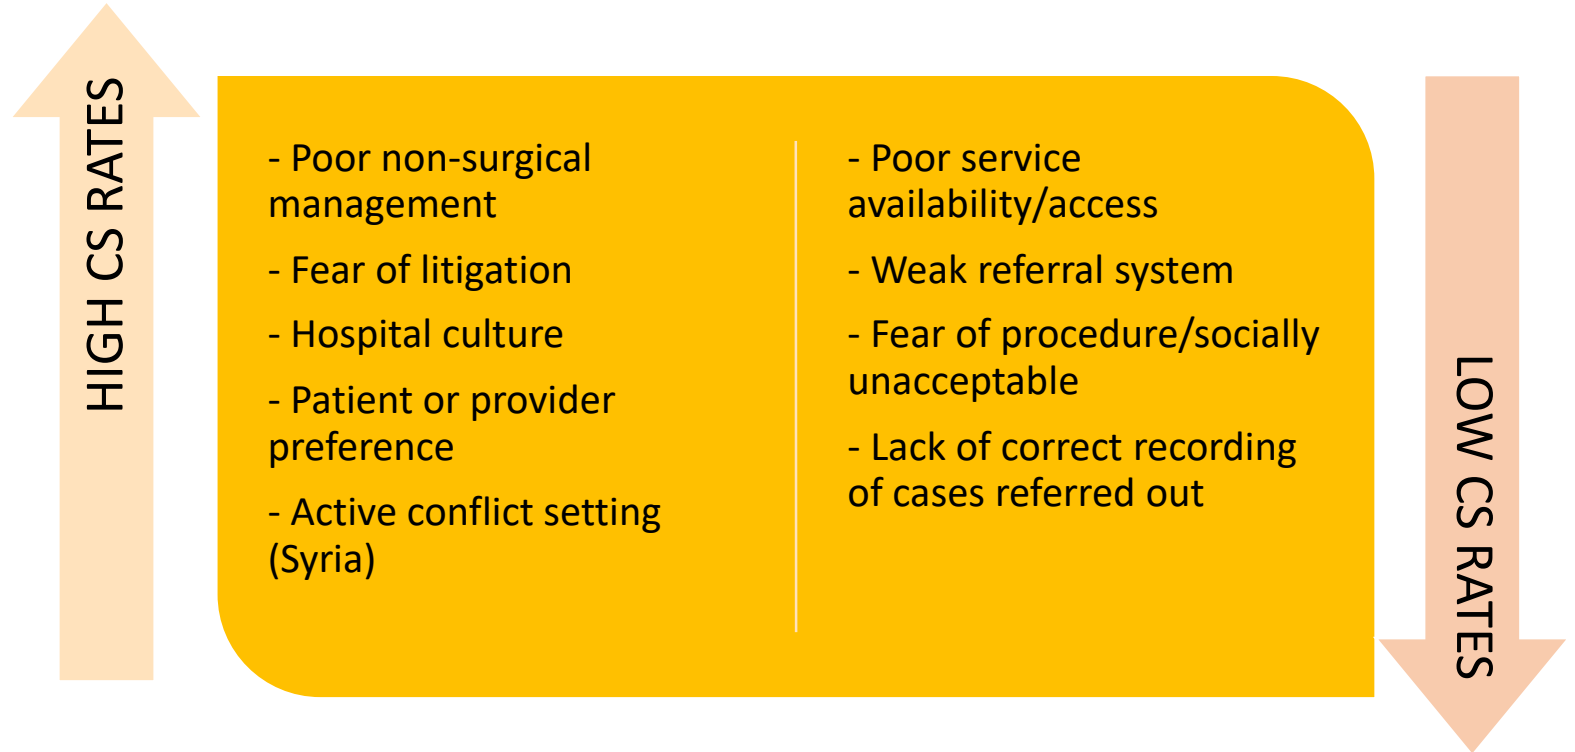 HIGH CS RATES
- Poor non-surgical
management
- Fear of litigation
- Hospital culture
- Patient or provider
preference
- Active conflict setting
(Syria)
- Poor service
availability/access
- Weak referral system
- Fear of procedure/socially
unacceptable
- Lack of correct recording
of cases referred out
LOW CS RATES